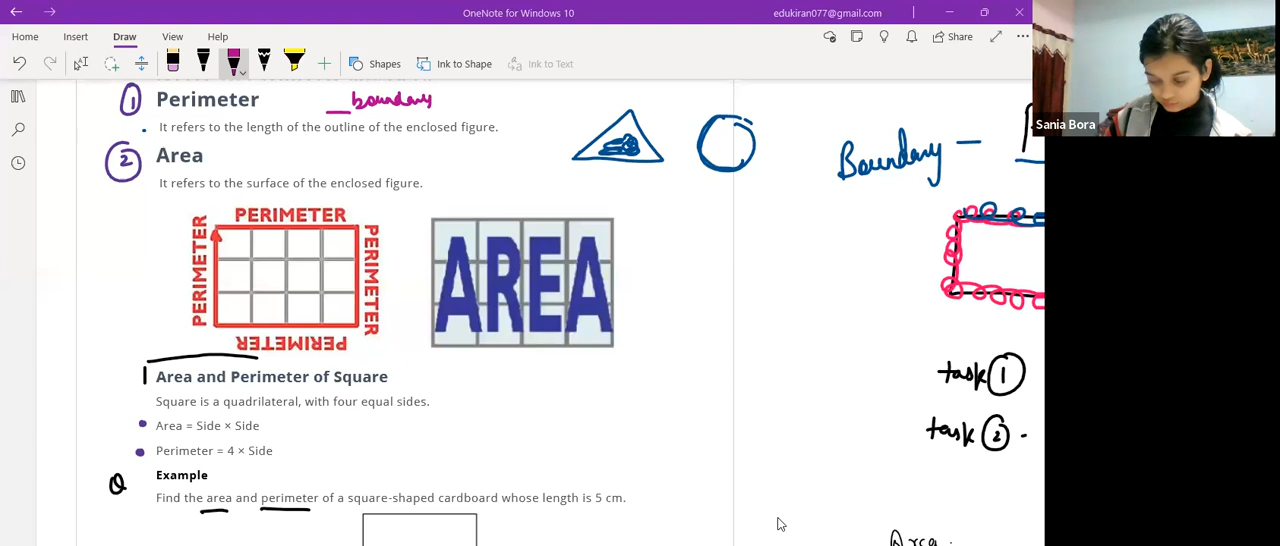 OneNote for Windows 10
edukiran077@gmail.com
Home Insert Draw View Help
Share
Shapes Ink to Shape Ink to Text
Sania Bora
1 Perimeter boundary
It refers to the length of the outline of the enclosed figure.
2 Area
It refers to the surface of the enclosed figure.
Boundary -
PERIMETER
PERIMETER
PERIMETER
PERIMETER
AREA
task 1
task 2 -
Area and Perimeter of Square
Square is a quadrilateral, with four equal sides.
Area = Side × Side
Perimeter = 4 × Side
Q Example
Find the area and perimeter of a square-shaped cardboard whose length is 5 cm.